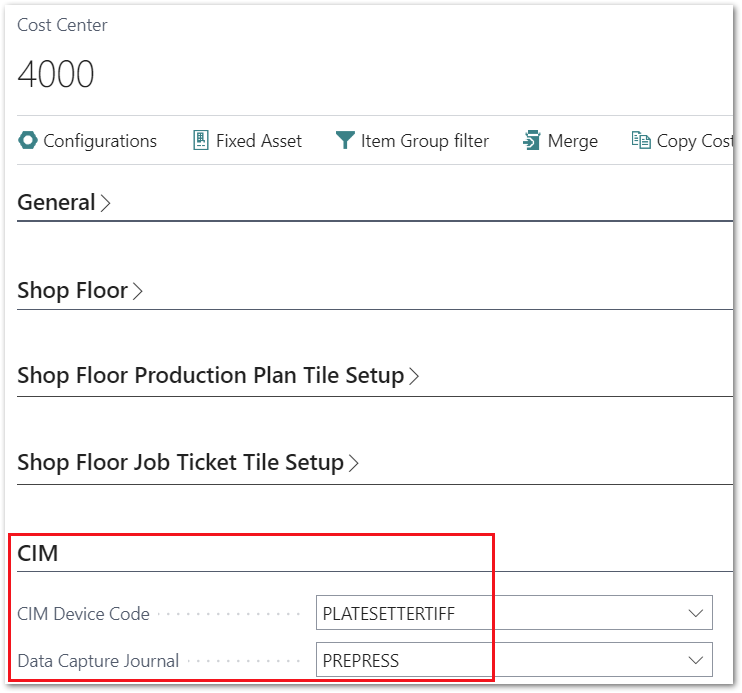 Cost Center
4000
Configurations Fixed Asset Item Group filter Merge Copy Cost
General
Shop Floor
Shop Floor Production Plan Tile Setup
Shop Floor Job Ticket Tile Setup
CIM
CIM Device Code PLATESETTERTIFF
Data Capture Journal PREPRESS